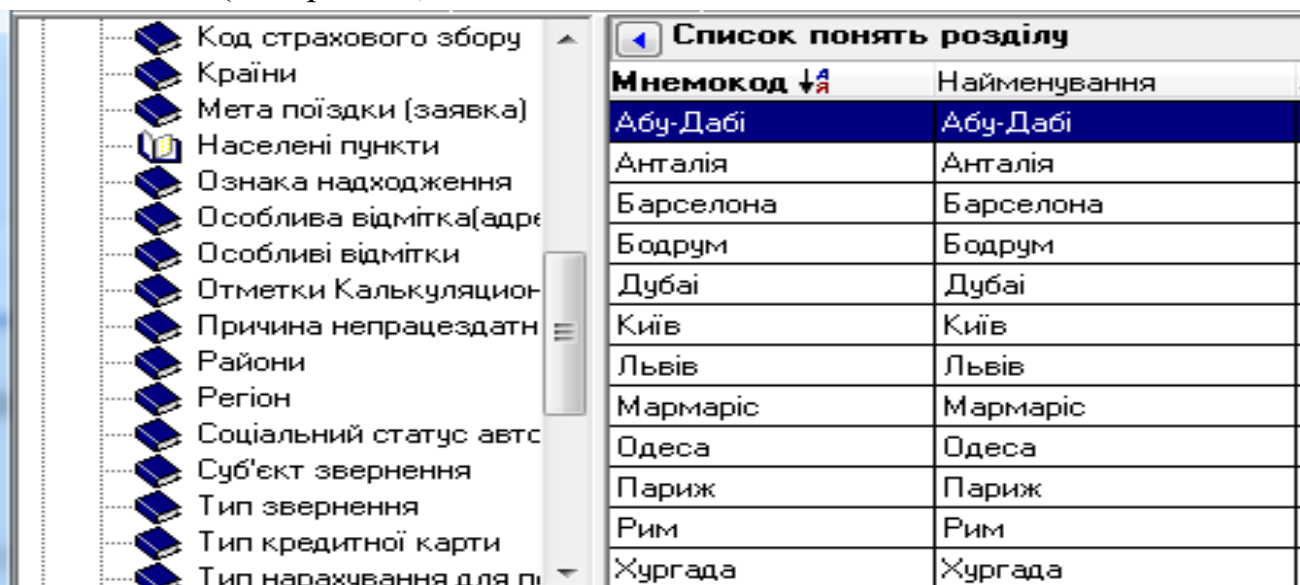 Код страхового збору
Країни
Мета поїздки (заявка)
Населені пункти
Ознака надходження
Особлива відмітка(адре
Особливі відмітки
Отметки Калькуляцион
Причина непрацездатн
Райони
Регіон
Соціальний статус авто
Суб'єкт звернення
Тип звернення
Тип кредитної карти
Тип нарахування для
Список понять розділу
Мнемокод Найменування
Абу-Дабі Абу-Дабі
Анталія Анталія
Барселона Барселона
Бодрум Бодрум
Дубаі Дубаі
Київ Київ
Львів Львів
Мармаріс Мармаріс
Одеса Одеса
Париж Париж
Рим Рим
Хургада Хургада